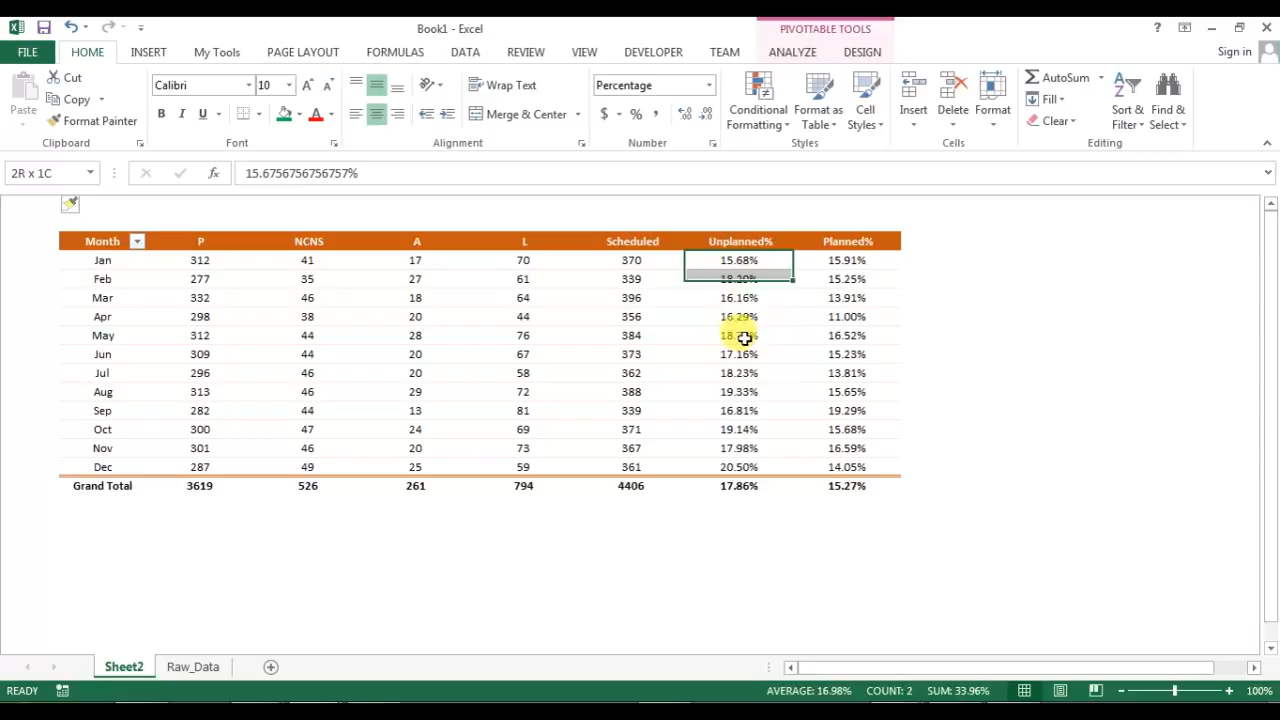 Book1 - Excel
PIVOTTABLE TOOLS
?
FILE HOME INSERT My Tools PAGE LAYOUT FORMULAS DATA REVIEW VIEW DEVELOPER TEAM ANALYZE DESIGN Sign in
Paste
Cut
Copy
Format Painter
Clipboard
Calibri 10
B I U
Font
Wrap Text
Merge & Center
Alignment
Percentage
$ % ,
Number
Conditional Formatting
Format as Table
Cell Styles
Styles
Insert Delete Format
Cells
AutoSum
Fill
Clear
Sort & Filter
Find & Select
Editing
2R x 1C fx 15.6756756756757%
Month P NCNS A L Scheduled Unplanned% Planned%
Jan 312 41 17 70 370 15.68% 15.91%
Feb 277 35 27 61 339 18.29% 15.25%
Mar 332 46 18 64 396 16.16% 13.91%
Apr 298 38 20 44 356 16.29% 11.00%
May 312 44 28 76 384 16.52%
Jun 309 44 20 67 373 17.16% 15.23%
Jul 296 46 20 58 362 18.23% 13.81%
Aug 313 46 29 72 388 19.33% 15.65%
Sep 282 44 13 81 339 16.81% 19.29%
Oct 300 47 24 69 371 19.14% 15.68%
Nov 301 46 20 73 367 17.98% 16.59%
Dec 287 49 25 59 361 20.50% 14.05%
Grand Total 3619 526 261 794 4406 17.86% 15.27%
Sheet2 Raw_Data
READY AVERAGE: 16.98% COUNT: 2 SUM: 33.96% 100%